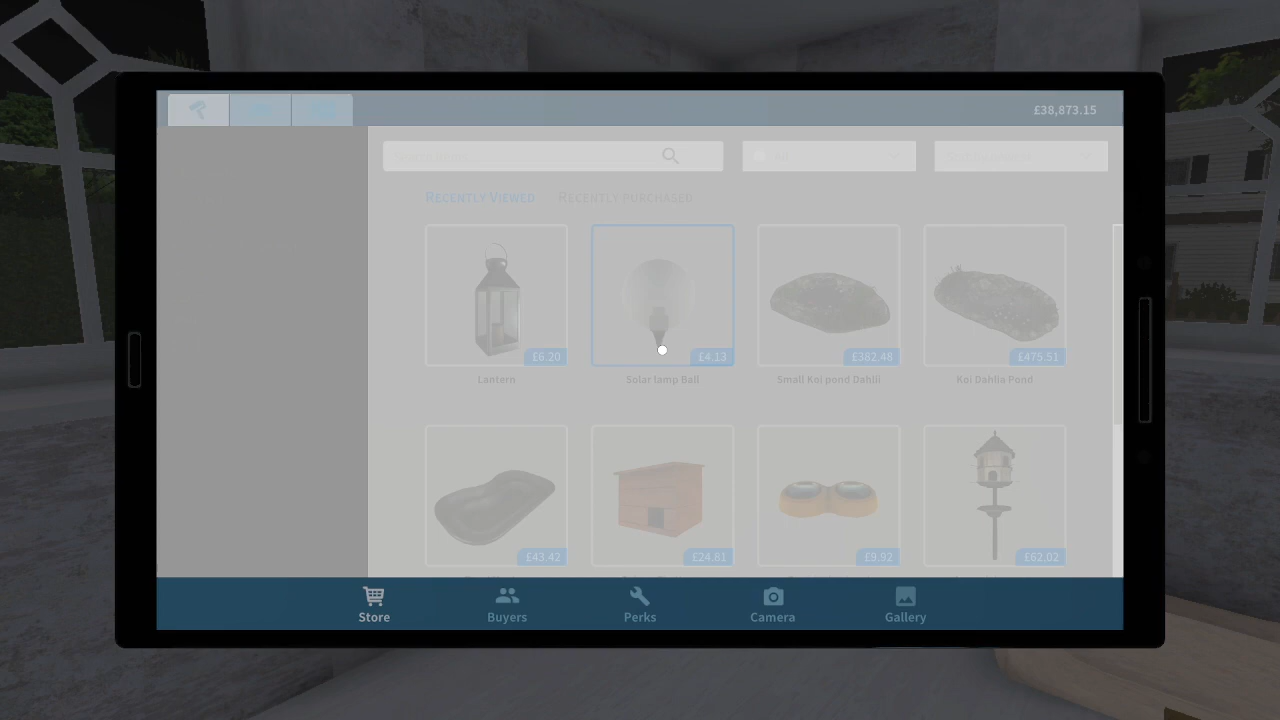 £38,873.15
RECENTLY VIEWED RECENTLY PURCHASED
£6.20 £4.13 £382.48 £475.51
Lantern Solar lamp Ball Small Koi pond Dahlii Koi Dahlia Pond
£43.42 £24.81 £9.92 £62.02
Store Buyers Perks Camera Gallery